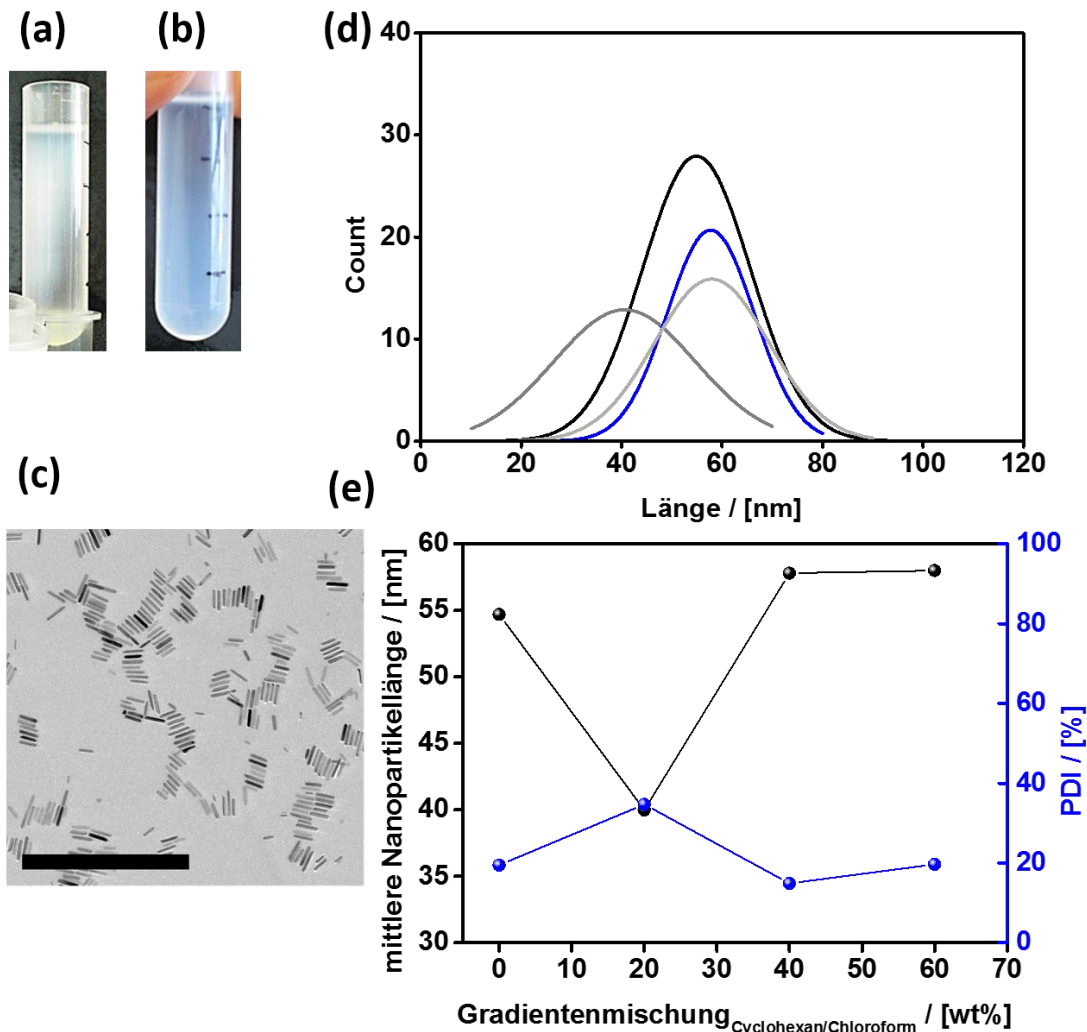 (a)
(b)
(d)
40
30
20
10
0
Count
0 20 40 60 80 100 120
Länge / [nm]
(c)
(e)
60
55
50
45
40
35
30
mittlere Nanopartikellänge / [nm]
100
80
60
40
20
0
PDI / [%]
0 10 20 30 40 50 60 70
Gradientenmischung Cyclohexan/Chloroform / [wt%]